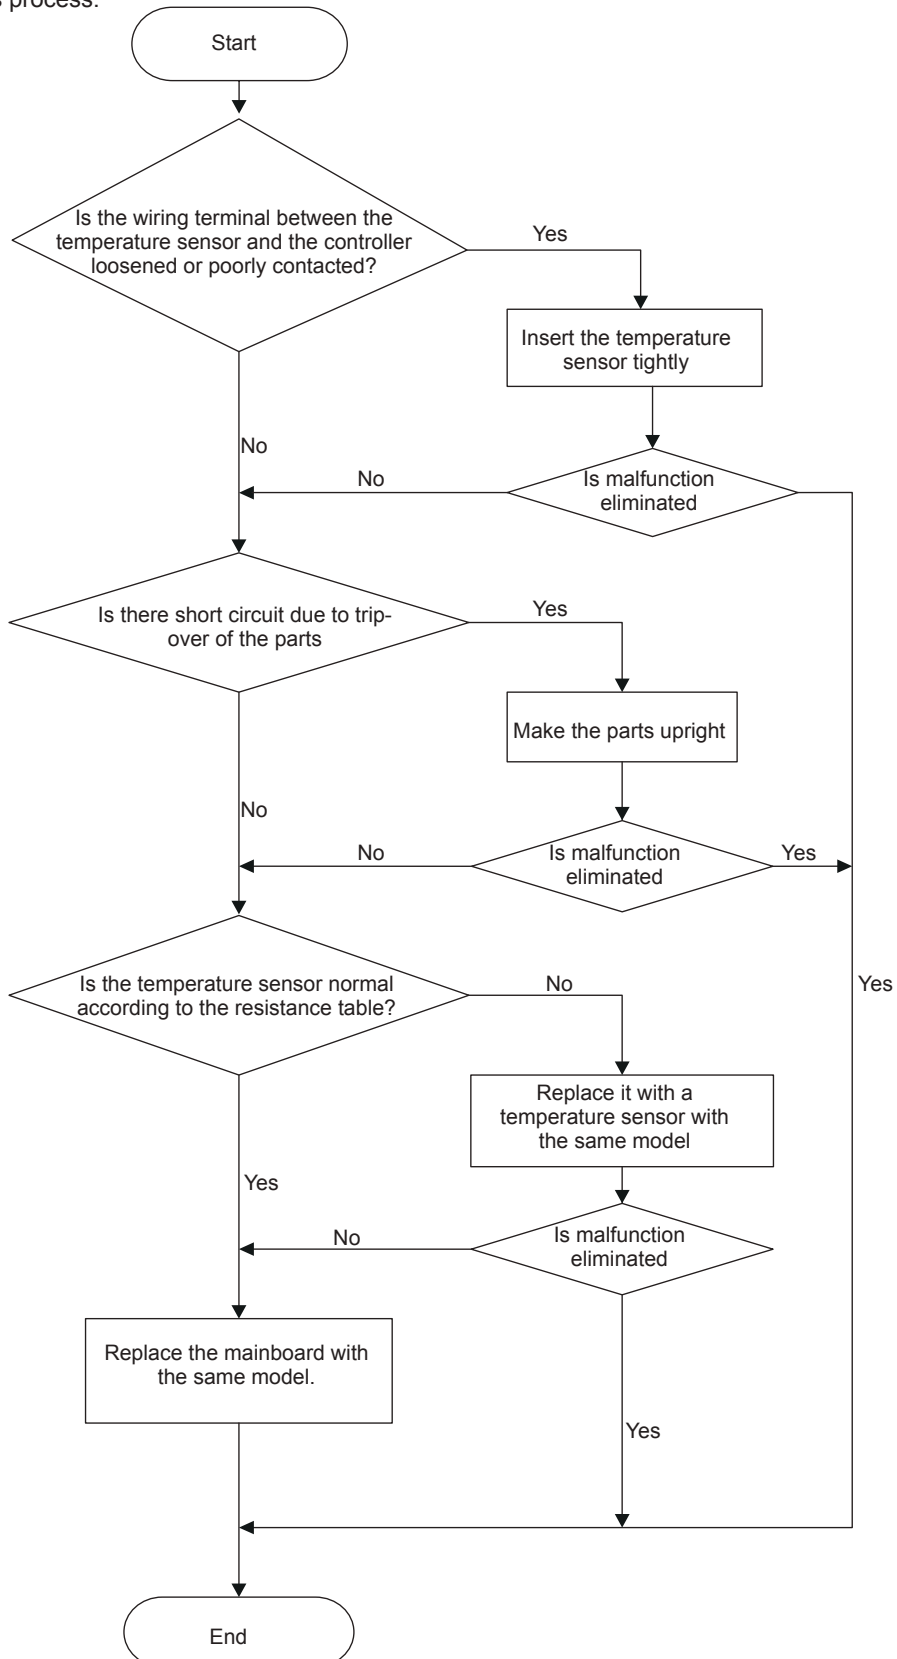 process.
Start
Is the wiring terminal between the
temperature sensor and the controller
loosened or poorly contacted?
Yes
Insert the temperature
sensor tightly
No
No
Is malfunction
eliminated
Is there short circuit due to trip-
over of the parts
Yes
Make the parts upright
No
No
Is malfunction
eliminated
Yes
Is the temperature sensor normal
according to the resistance table?
No
Yes
Replace it with a
temperature sensor with
the same model
Yes
No
Is malfunction
eliminated
Replace the mainboard with
the same model.
Yes
End